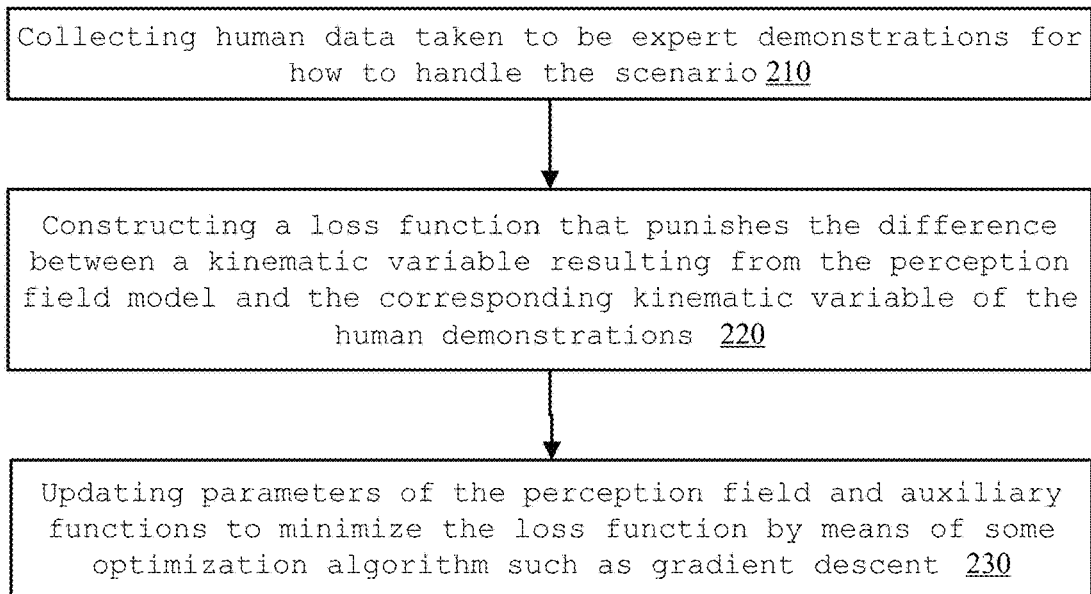 Collecting human data taken to be expert demonstrations for
how to handle the scenario 210
Constructing a loss function that punishes the difference
between a kinematic variable resulting from the perception
field model and the corresponding kinematic variable of the
human demonstrations 220
Updating parameters of the perception field and auxiliary
functions to minimize the loss function by means of some
optimization algorithm such as gradient descent 230